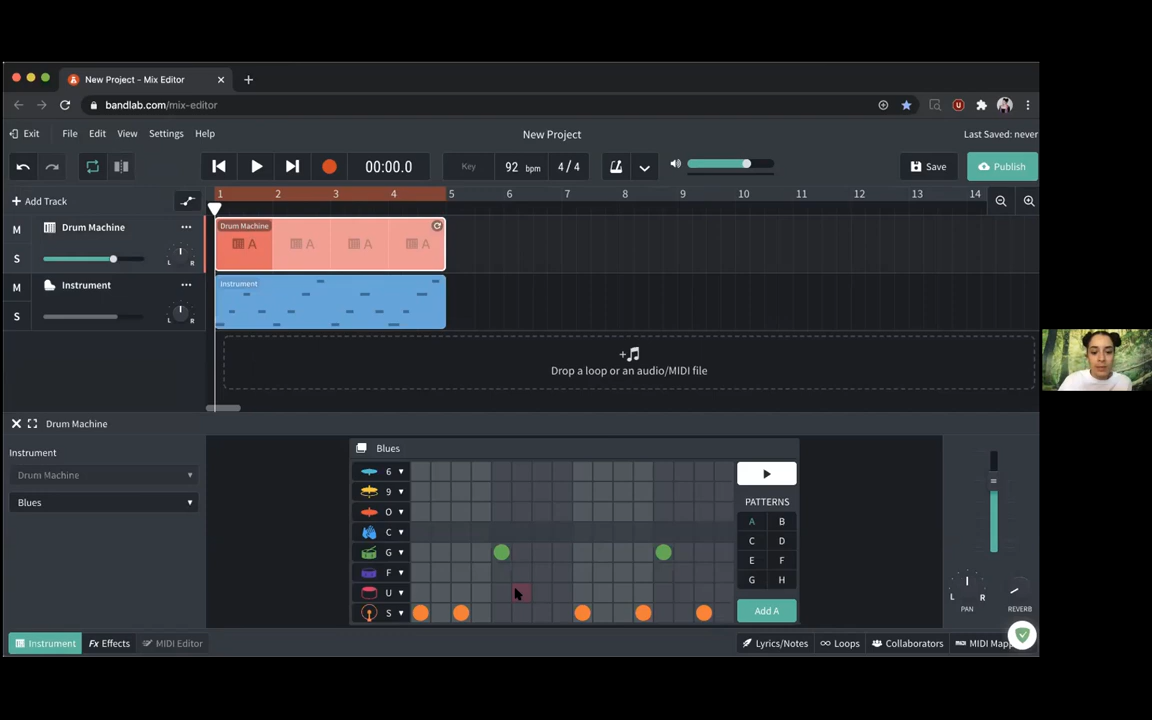 New Project - Mix Editor
bandlab.com/mix-editor
Exit File Edit View Settings Help New Project Last Saved: never
00:00.0 Key 92 bpm 4/4 Save Publish
Add Track 1 2 3 4 5 6 7 8 9 10 11 12 13 14
M Drum Machine Drum Machine
A A A A
S L R
M Instrument Instrument
S L R
Drop a loop or an audio/MIDI file
Drum Machine
Instrument Blues
Drum Machine 6
Blues 9 PATTERNS
O A B
C C D
G E F
F G H
U
S Add A
L R PAN REVERB
Instrument Fx Effects MIDI Editor Lyrics/Notes Loops Collaborators MIDI Mapp